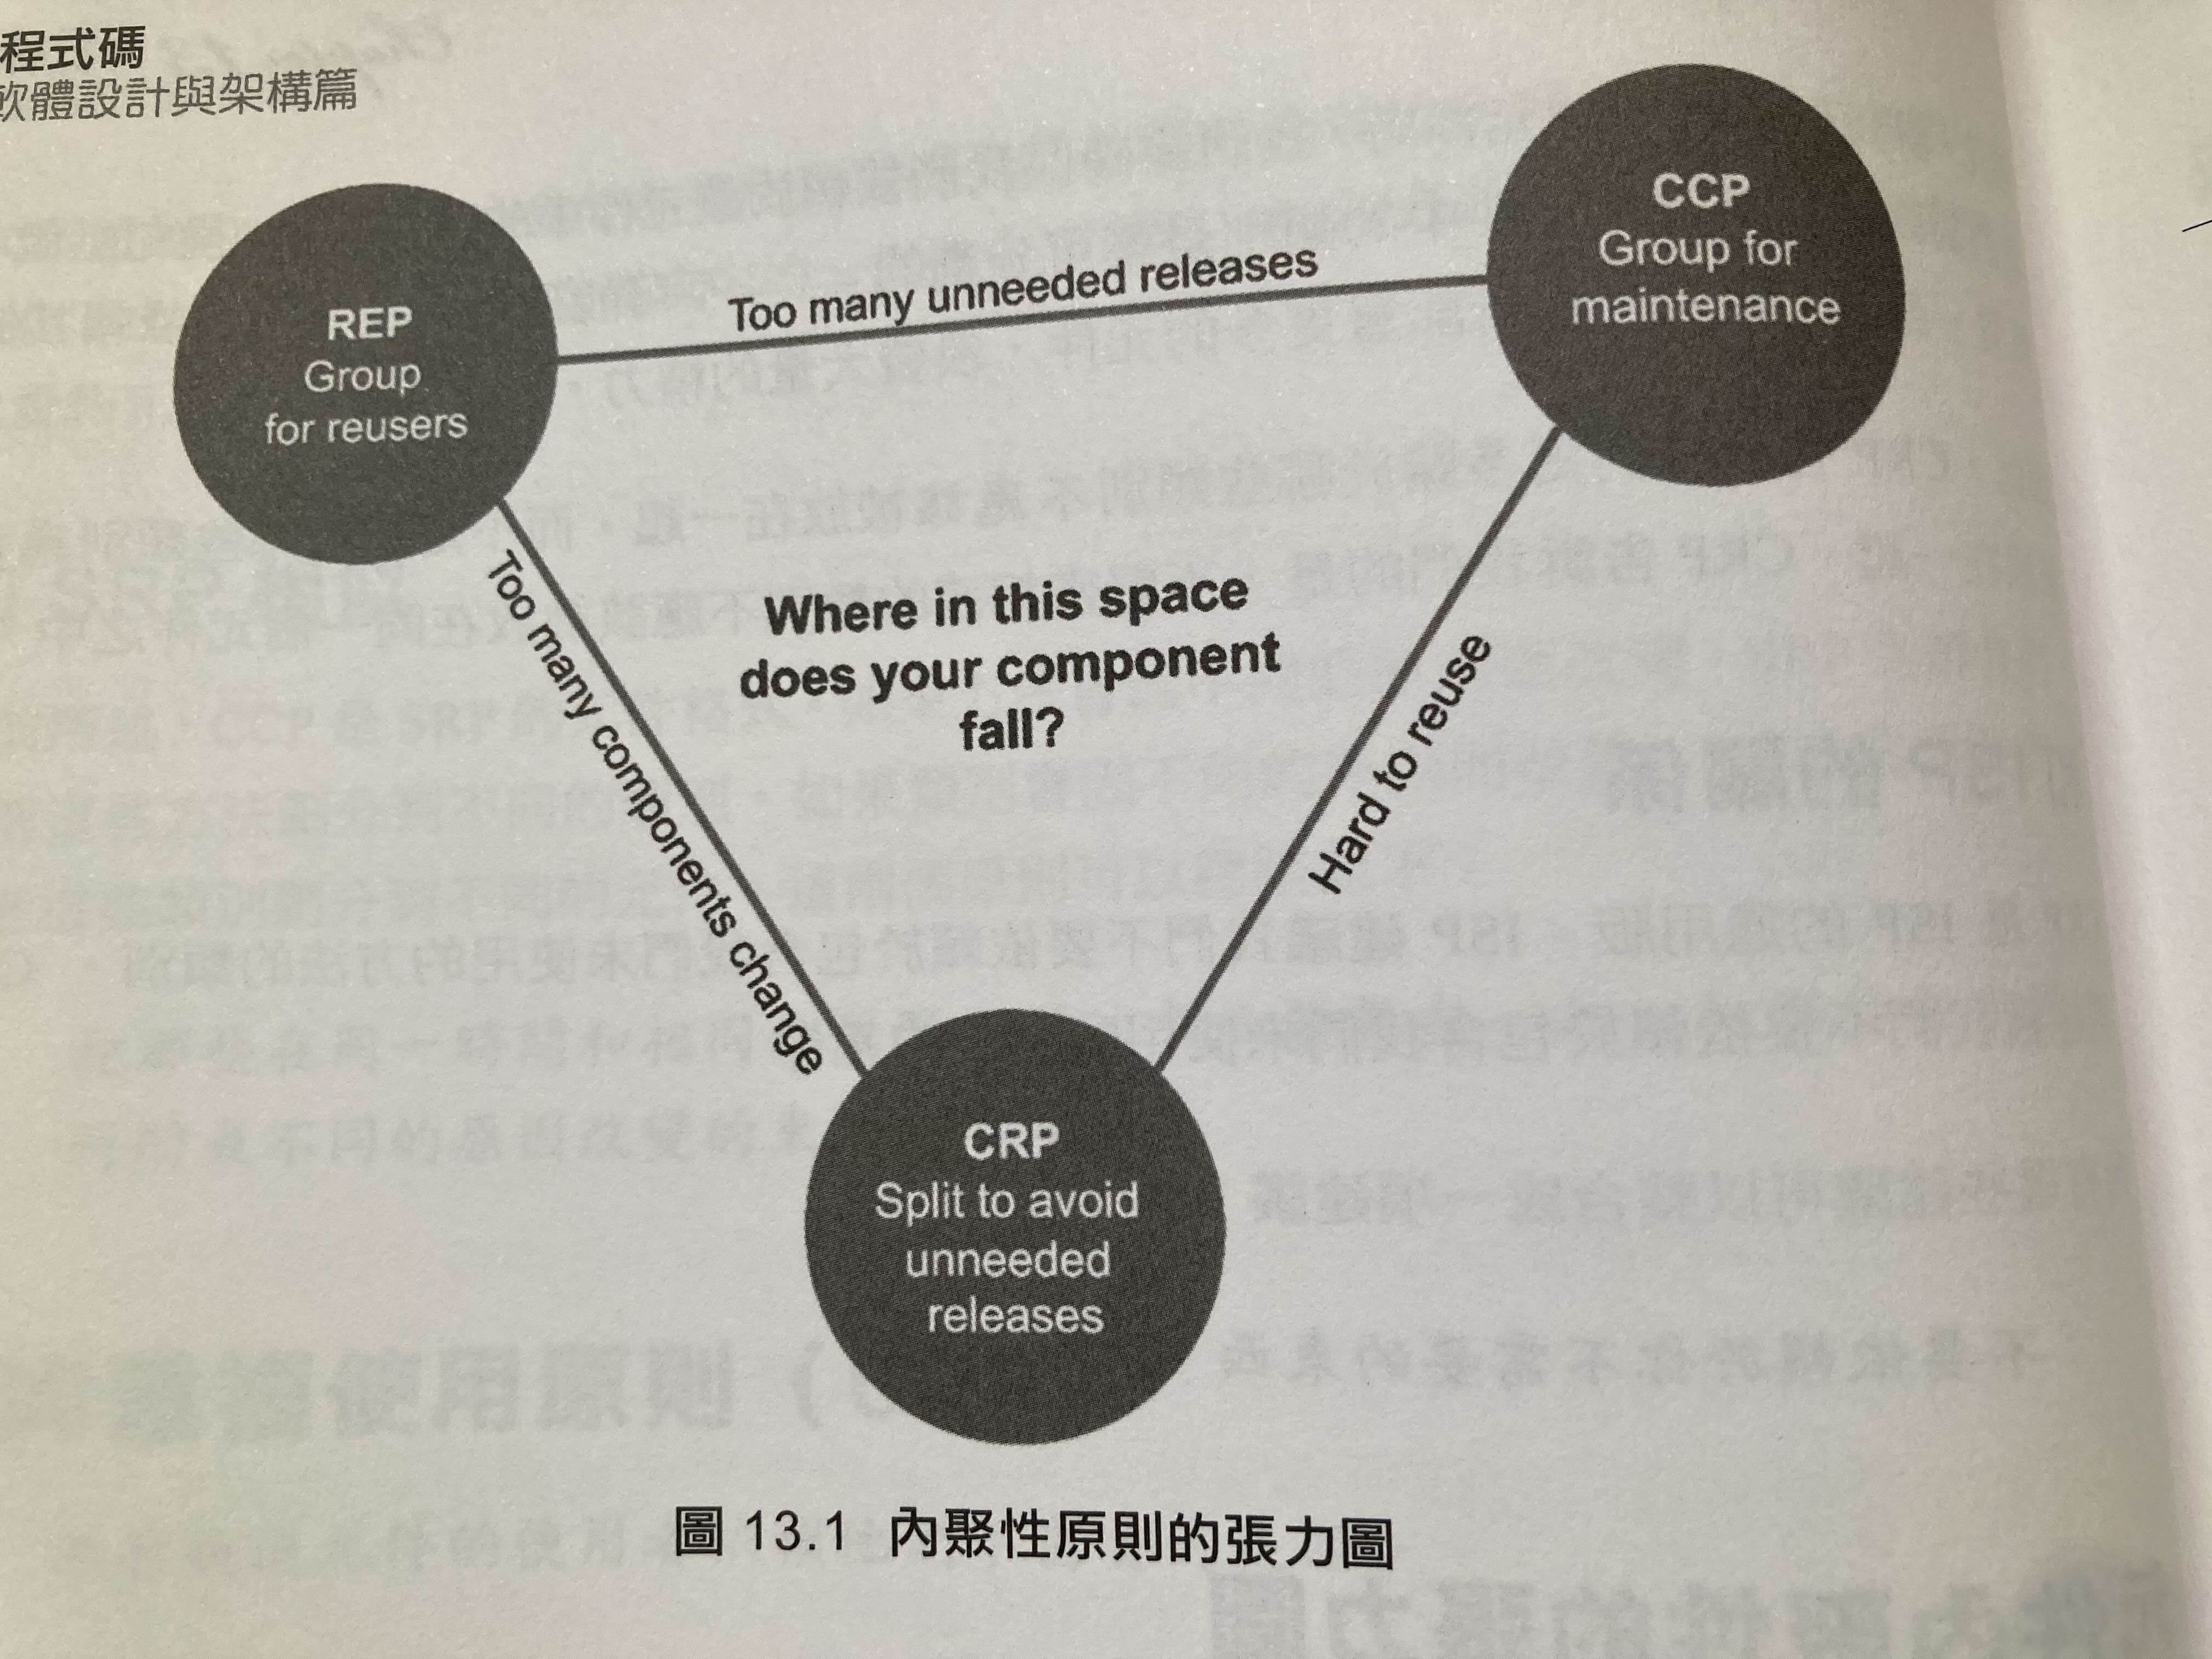 程式碼
軟體設計與架構篇
REP
Group
for reusers
Too many unneeded releases
CCP
Group for
maintenance
Too many components change
Where in this space
does your component
fall?
Hard to reuse
CRP
Split to avoid
unneeded
releases
圖 13.1 內聚性原則的張力圖